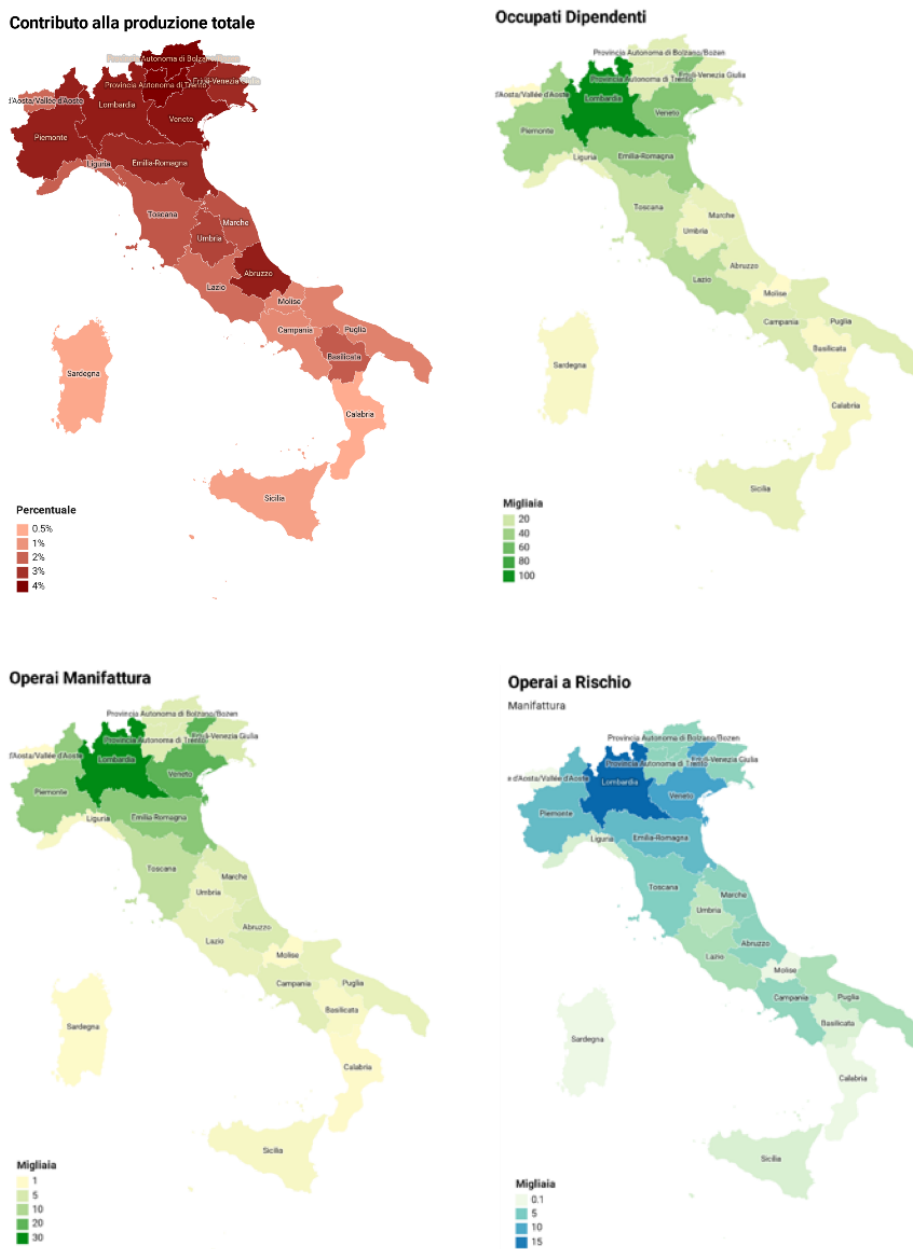 Contributo alla produzione totale
Provincia Autonoma di Bolzano/Bozen
Friuli-Venezia Giulia
Provincia Autonoma di Trento
d'Aosta/Vallée d'Aoste
Lombardia
Veneto
Piemonte
Emilia-Romagna
Liguria
Toscana
Marche
Umbria
Abruzzo
Lazio
Molise
Campania
Puglia
Basilicata
Sardegna
Calabria
Sicilia
Percentuale
0.5%
1%
2%
3%
4%
Occupati Dipendenti
Provincia Autonoma di Bolzano/Bozen
Friuli-Venezia Giulia
Provincia Autonoma di Trento
d'Aosta/Vallée d'Aoste
Lombardia
Veneto
Piemonte
Emilia-Romagna
Liguria
Toscana
Marche
Umbria
Abruzzo
Lazio
Molise
Campania
Puglia
Basilicata
Sardegna
Calabria
Sicilia
Migliaia
20
40
60
80
100
Operai Manifattura
Provincia Autonoma di Bolzano/Bozen
Friuli-Venezia Giulia
Provincia Autonoma di Trento
d'Aosta/Vallée d'Aoste
Lombardia
Veneto
Piemonte
Emilia Romagna
Liguria
Toscana
Marche
Umbria
Abruzzo
Lazio
Molise
Campania
Puglia
Basilicata
Sardegna
Calabria
Sicilia
Migliaia
1
5
10
20
30
Operai a Rischio
Manifattura
Provincia Autonoma di Bolzano/Bozen
Friuli-Venezia Giulia
Provincia Autonoma di Trento
e d'Aosta/Vallée d'Aoste
Lombardia
Veneto
Piemonte
Emilia-Romagna
Liguria
Toscana
Marche
Umbria
Abruzzo
Lazio
Molise
Campania
Puglia
Basilicata
Sardegna
Calabria
Sicilia
Migliaia
0.1
5
10
15